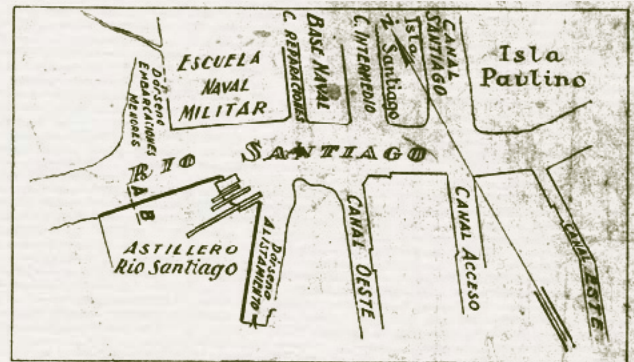 Dársena
EMBARCACIONES
MENORES
ESCUELA
NAVAL
MILITAR
C. REPARACIONES
BASE NAVAL
C. INTERMEDIO
Isla
Santiago
CANAL
SANTIAGO
Isla
Paulino
RIO SANTIAGO
A B
ASTILLERO
Río Santiago
Dársena
ALISTAMIENTO
CANAL OESTE
CANAL ACCESO
CANAL ESTE